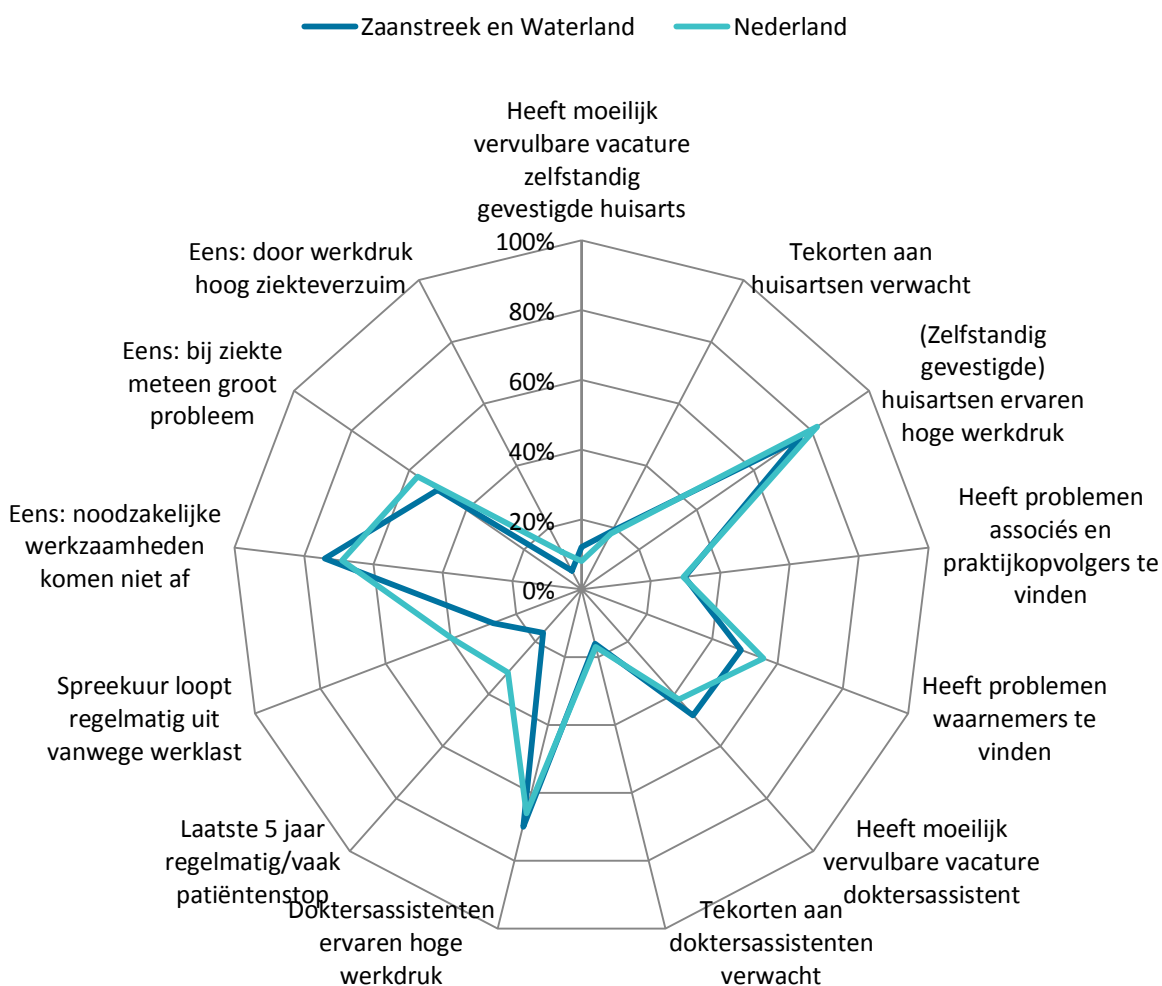 Zaanstreek en Waterland
Nederland
Heeft moeilijk
vervulbare vacature
zelfstandig
gevestigde huisarts
Tekorten aan
huisartsen verwacht
(Zelfstandig
gevestigde)
huisartsen ervaren
hoge werkdruk
Heeft problemen
associés en
praktijkopvolgers te
vinden
Heeft problemen
waarnemers te
vinden
Heeft moeilijk
vervulbare vacature
doktersassistent
Tekorten aan
doktersassistenten
verwacht
Doktersassistenten
ervaren hoge
werkdruk
Laatste 5 jaar
regelmatig/vaak
patiëntenstop
Spreekuur loopt
regelmatig uit
vanwege werklast
Eens: noodzakelijke
werkzaamheden
komen niet af
Eens: bij ziekte
meteen groot
probleem
Eens: door werkdruk
hoog ziekteverzuim
100%
80%
60%
40%
20%
0%